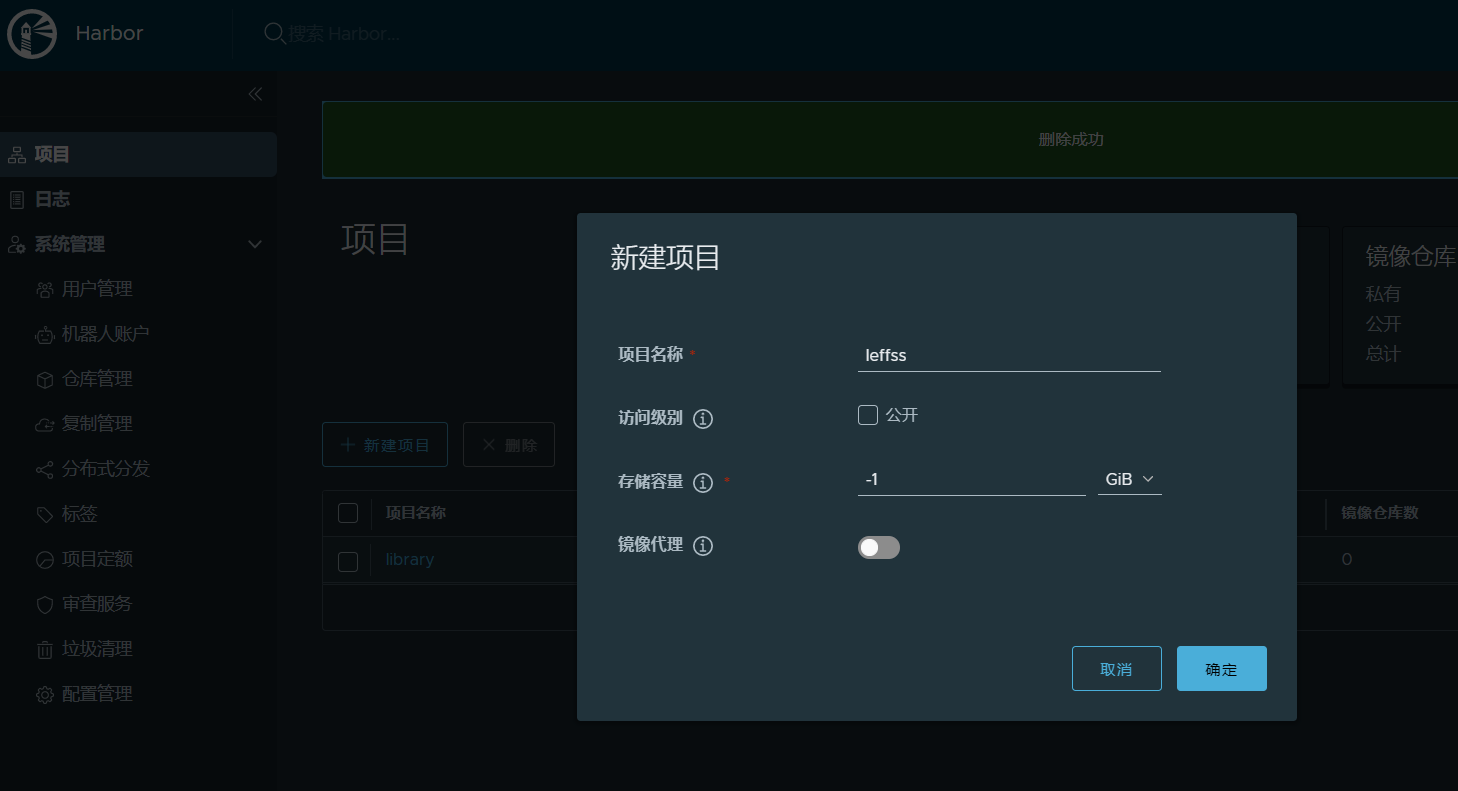 Harbor
搜索 Harbor...
项目
日志
系统管理
用户管理
机器人账户
仓库管理
复制管理
分布式分发
标签
项目定额
审查服务
垃圾清理
配置管理
删除成功
项目
镜像仓库
私有
公开
总计
新建项目
删除
项目名称
镜像仓库数
library
0
新建项目
项目名称 *
leffss
访问级别
公开
存储容量 *
-1
GiB
镜像代理
取消
确定